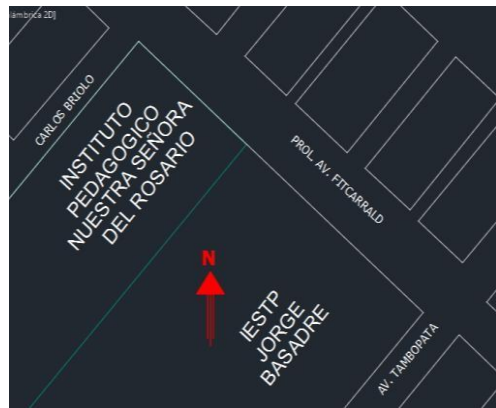 CARLOS BRIOLO
INSTITUTO
PEDAGOGICO
NUESTRA SEÑORA
DEL ROSARIO
PROL. AV. FITCARRALD
N
IESTP
JORGE
BASADRE
AV. TAMBOPATA